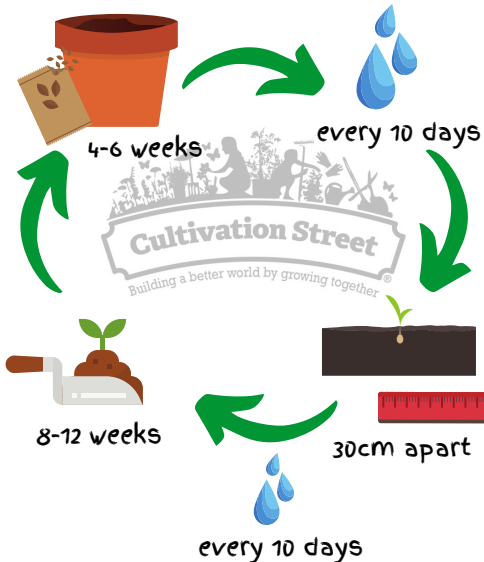 4-6 weeks
every 10 days
Cultivation Street
®
Building a better world by growing together
30cm apart
8-12 weeks
every 10 days